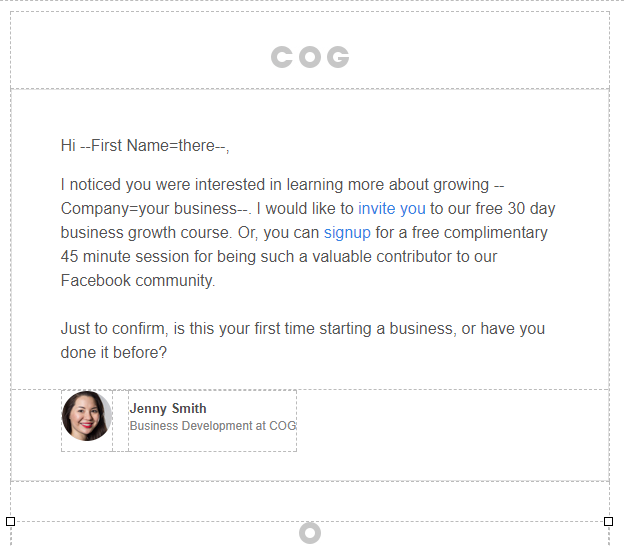 COG
Hi --First Name=there--,
I noticed you were interested in learning more about growing --
Company=your business--. I would like to invite you to our free 30 day
business growth course. Or, you can signup for a free complimentary
45 minute session for being such a valuable contributor to our
Facebook community.
Just to confirm, is this your first time starting a business, or have you
done it before?
Jenny Smith
Business Development at COG